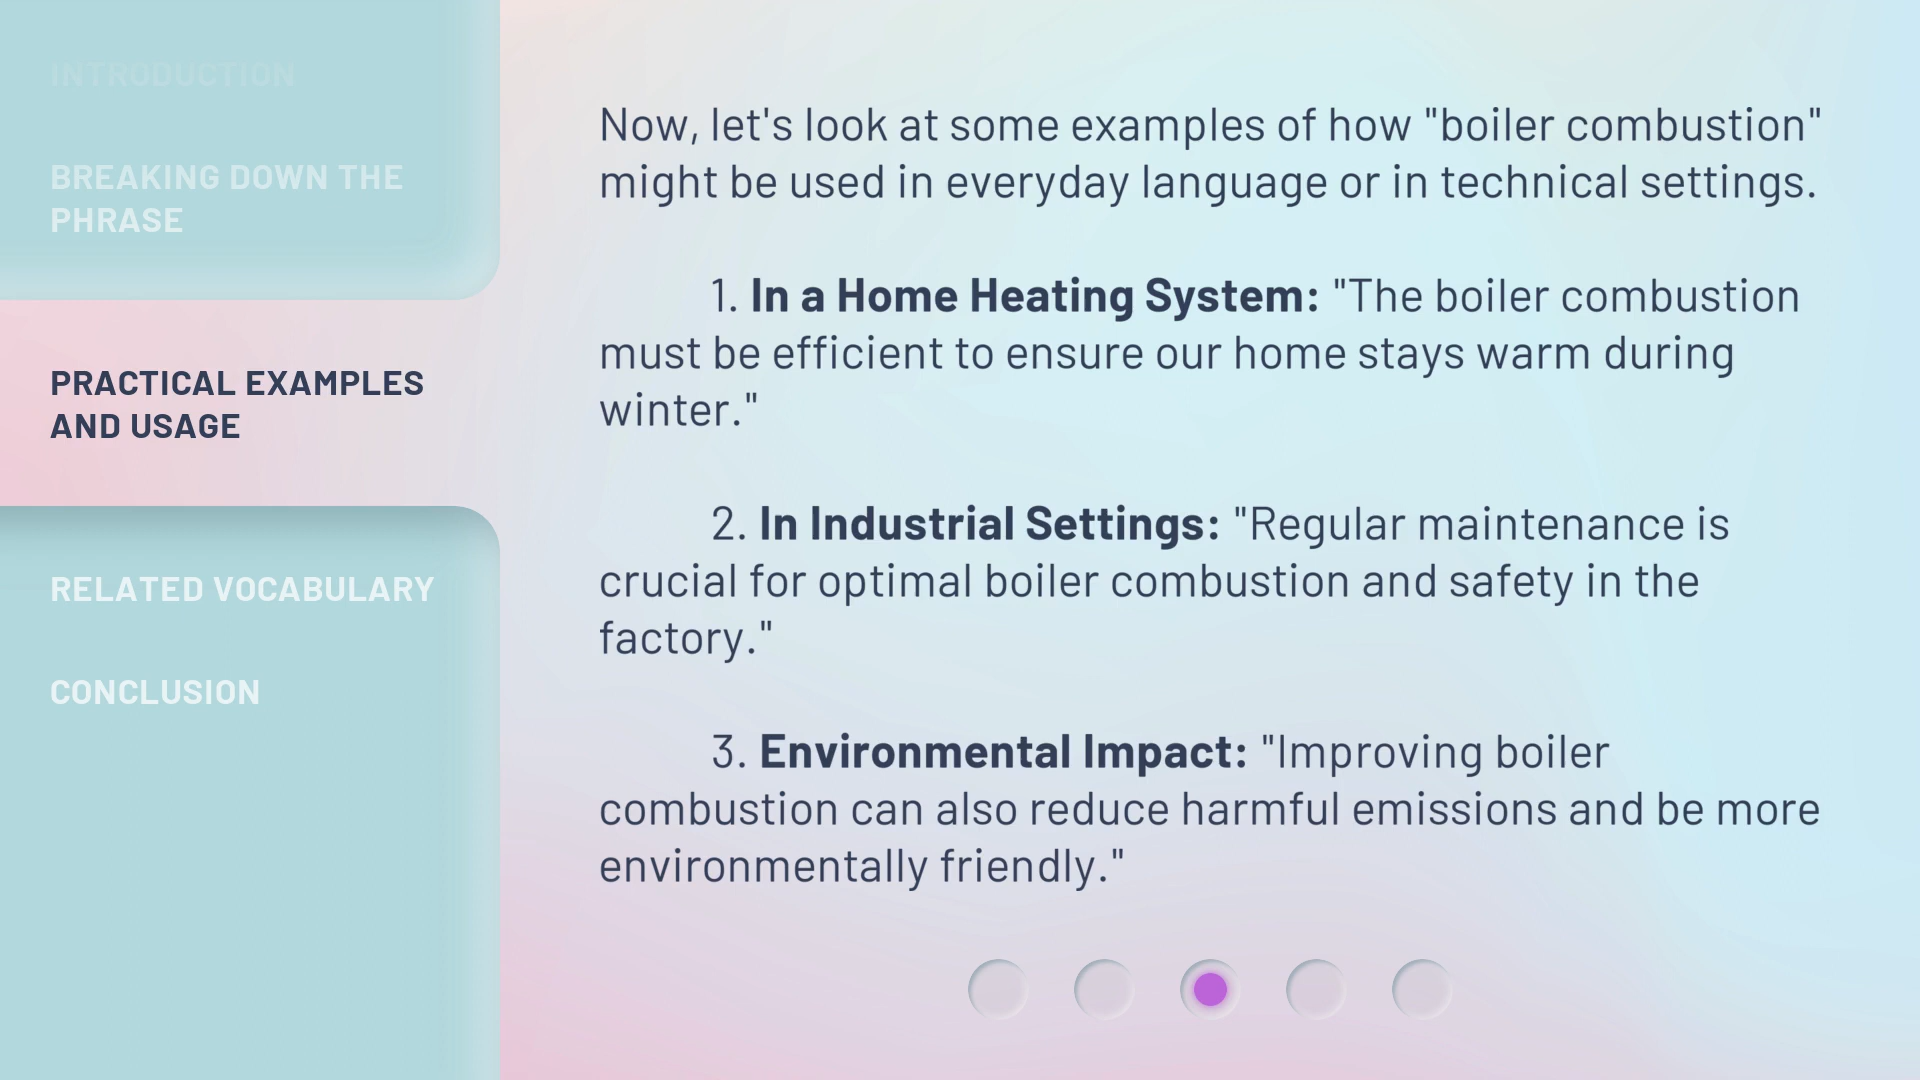 INTRODUCTION
BREAKING DOWN THE
PHRASE
PRACTICAL EXAMPLES
AND USAGE
RELATED VOCABULARY
CONCLUSION
Now, let's look at some examples of how "boiler combustion"
might be used in everyday language or in technical settings.
1. In a Home Heating System: "The boiler combustion
must be efficient to ensure our home stays warm during
winter."
2. In Industrial Settings: "Regular maintenance is
crucial for optimal boiler combustion and safety in the
factory."
3. Environmental Impact: "Improving boiler
combustion can also reduce harmful emissions and be more
environmentally friendly."